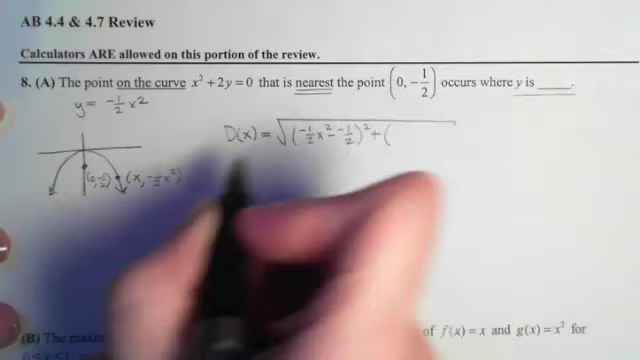 AB 4.4 & 4.7 Review
Calculators ARE allowed on this portion of the review.
8. (A) The point on the curve x² + 2y = 0 that is nearest the point (0, -1/2) occurs where y is _____.
y = -1/2 x²
D(x) = √((-1/2 x² - -1/2)² + (
(0, -1/2) (x, -1/2 x²)
(B) The
of f(x) = x and g(x) = x² for